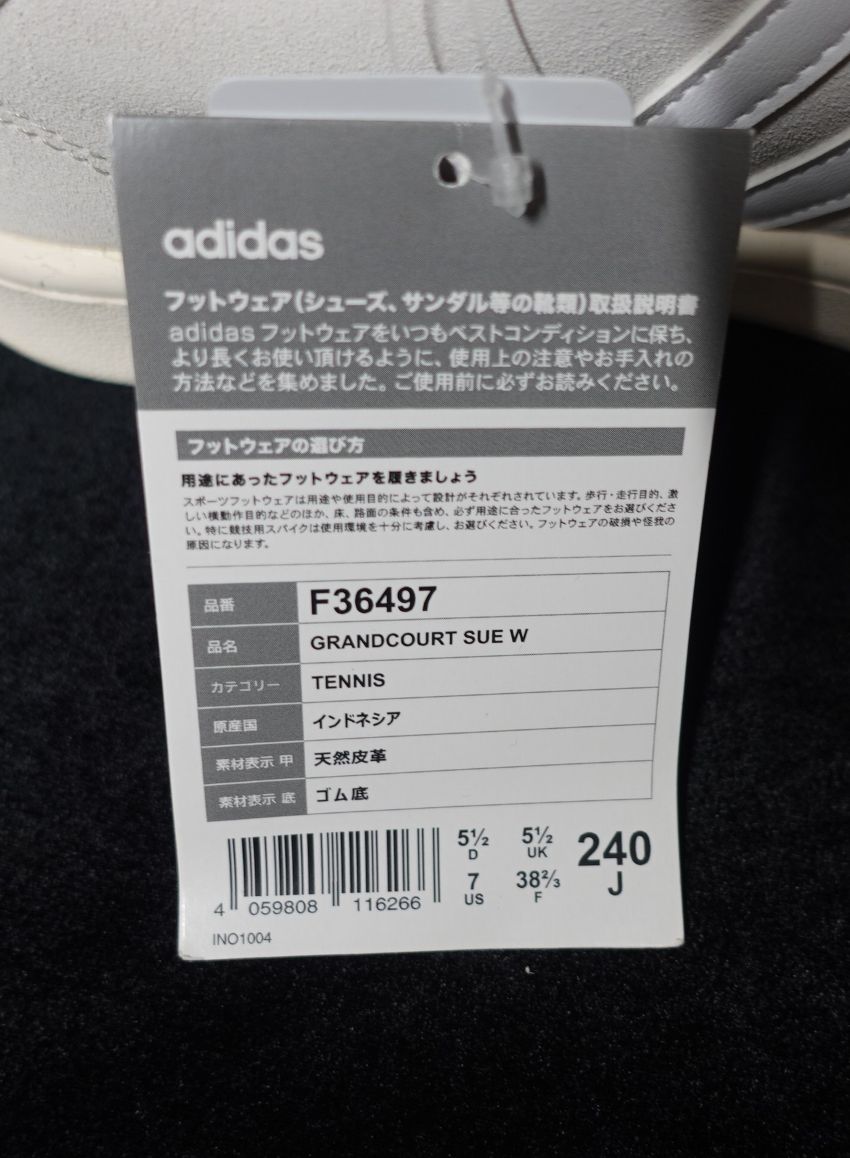 adidas
フットウェア(シューズ、サンダル等の靴類)取扱説明書
adidas フットウェアをいつもベストコンディションに保ち、
より長くお使い頂けるように、使用上の注意やお手入れの
方法などを集めました。ご使用前に必ずお読みください。
フットウェアの選び方
用途にあったフットウェアを履きましょう
スポーツフットウェアは用途や使用目的によって設計がそれぞれされています。歩行・走行目的、激
しい横動作目的などのほか、床、路面の条件も含め、必ず用途に合ったフットウェアをお選びくださ
い。特に競技用スパイクは使用環境を十分に考慮し、お選びください。フットウェアの破損や怪我の
原因になります。
品番 F36497
品名 GRANDCOURT SUE W
カテゴリー TENNIS
原産国 インドネシア
素材表示 甲 天然皮革
素材表示 底 ゴム底
5½ 5½ 240
D UK J
7 38⅔
US F
4 059808 116266
INO1004